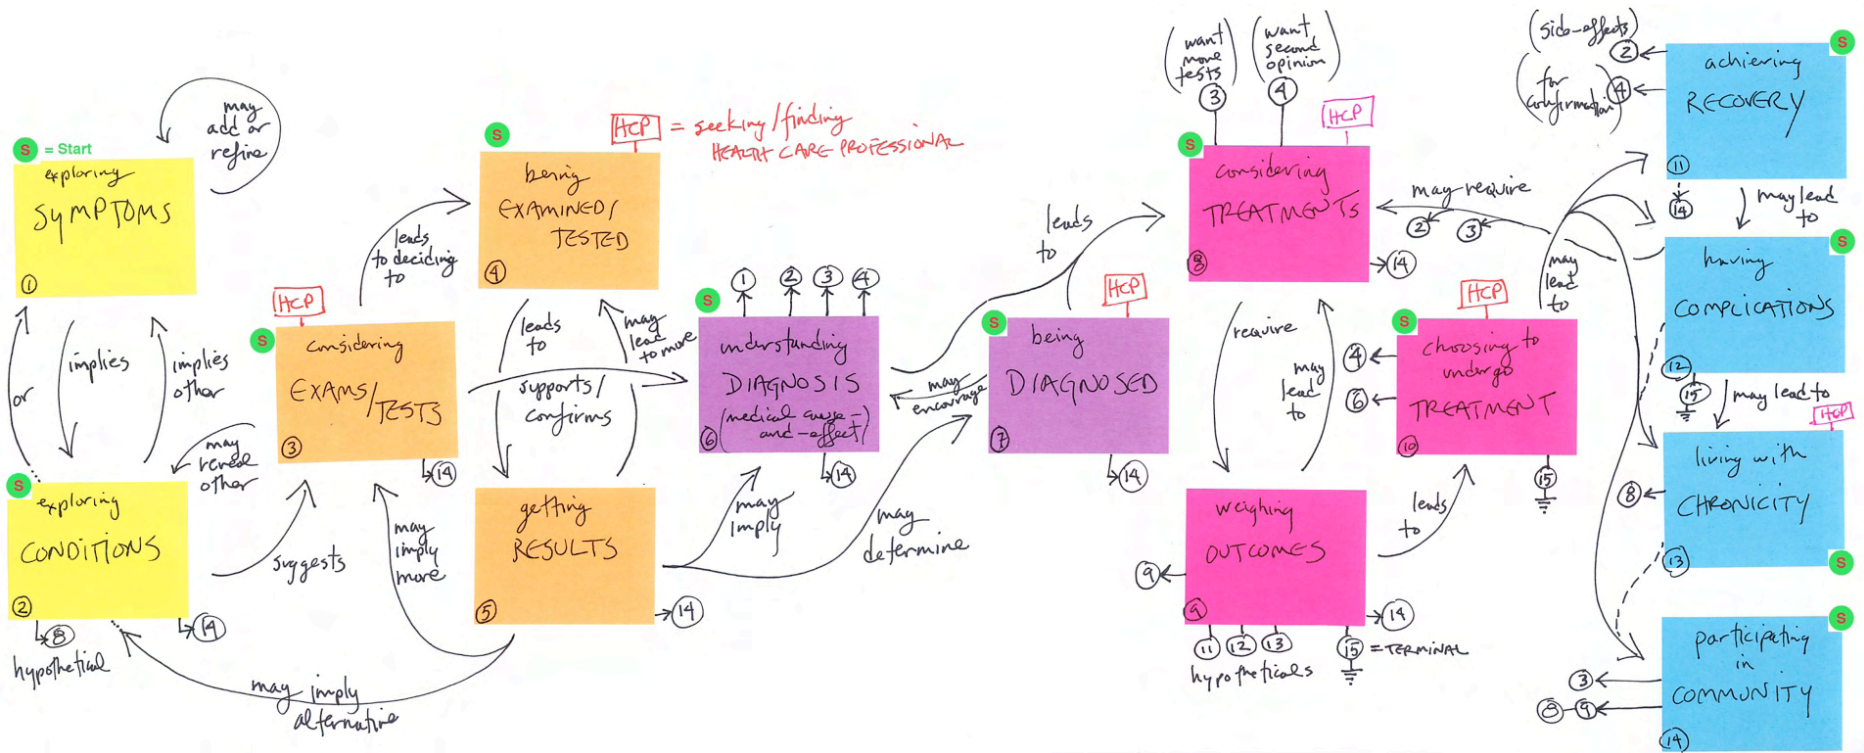 S = Start
exploring
SYMPTOMS
1
may
add or
refine
or
implies
implies
other
S
exploring
CONDITIONS
2
8
hypothetical
14
may
reveal
other
suggests
HCP
S
considering
EXAMS/
TESTS
3
14
leads
to deciding
to
S
being
EXAMINED/
TESTED
4
HCP = seeking/finding
HEALTH CARE PROFESSIONAL
leads
to
may
lead
to more
supports/
confirms
getting
RESULTS
5
14
may
imply
more
may imply
alternative
may
imply
may
determine
S
1
2
3
4
understanding
DIAGNOSIS
(medical cause-
and-effect)
6
14
may
encourage
leads
to
HCP
S
being
DIAGNOSED
7
14
(want
more
tests)
3
(want
second
opinion)
4
HCP
S
considering
TREATMENTS
8
14
require
may
lead
to
weighing
OUTCOMES
9
9
14
11
12
13
hypotheticals
15 = TERMINAL
leads
to
HCP
S
choosing to
undergo
TREATMENT
10
4
6
15
may
lead
to
may require
2
3
(side-effects)
2
(for
confirmation)
4
S
achieving
RECOVERY
11
14
may lead
to
S
having
COMPLICATIONS
12
15
may lead to
HCP
living with
CHRONICITY
13
8
S
S
participating
in
COMMUNITY
14
3
8 - 9